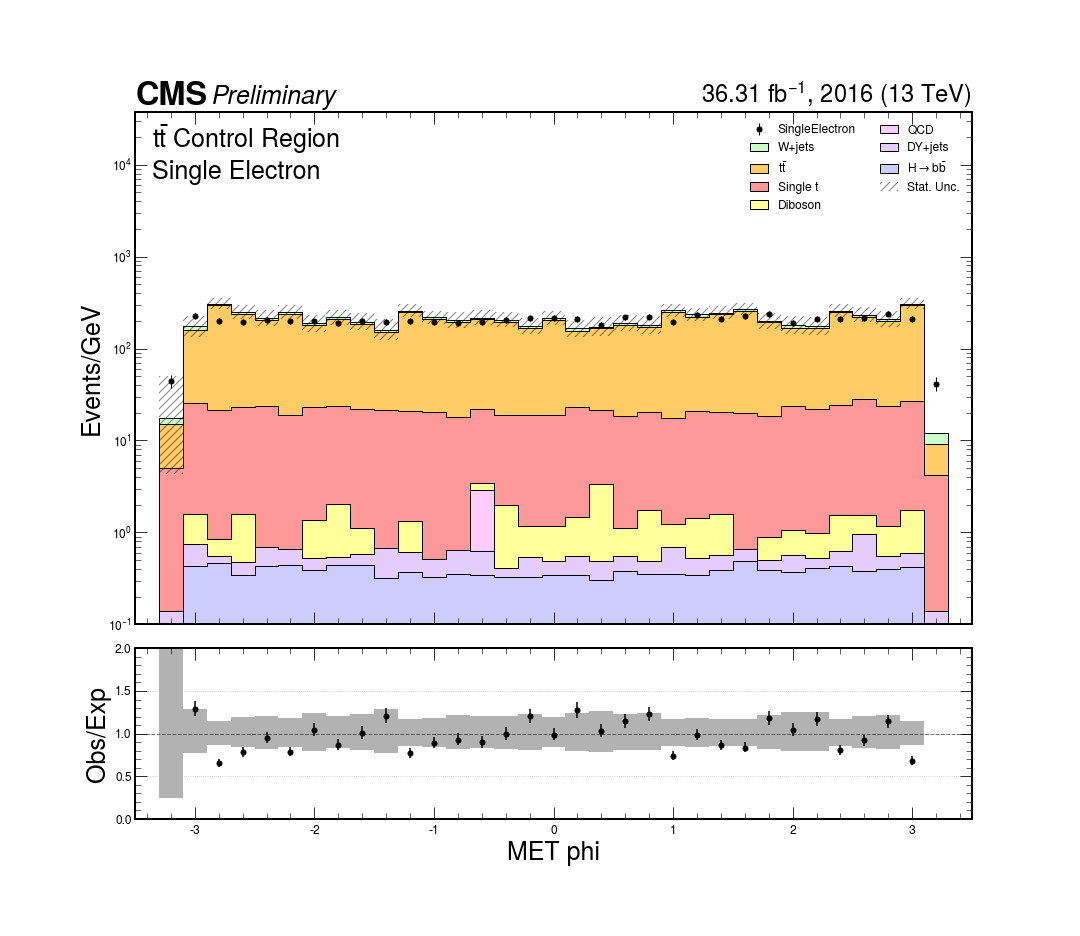 CMS Preliminary
36.31 fb⁻¹, 2016 (13 TeV)
tt̄ Control Region
Single Electron
SingleElectron
W+jets
tt̄
Single t
Diboson
QCD
DY+jets
H→bb̄
Stat. Unc.
Events/GeV
10⁴
10³
10²
10¹
10⁰
10⁻¹
Obs/Exp
2.0
1.5
1.0
0.5
0.0
-3 -2 -1 0 1 2 3
MET phi